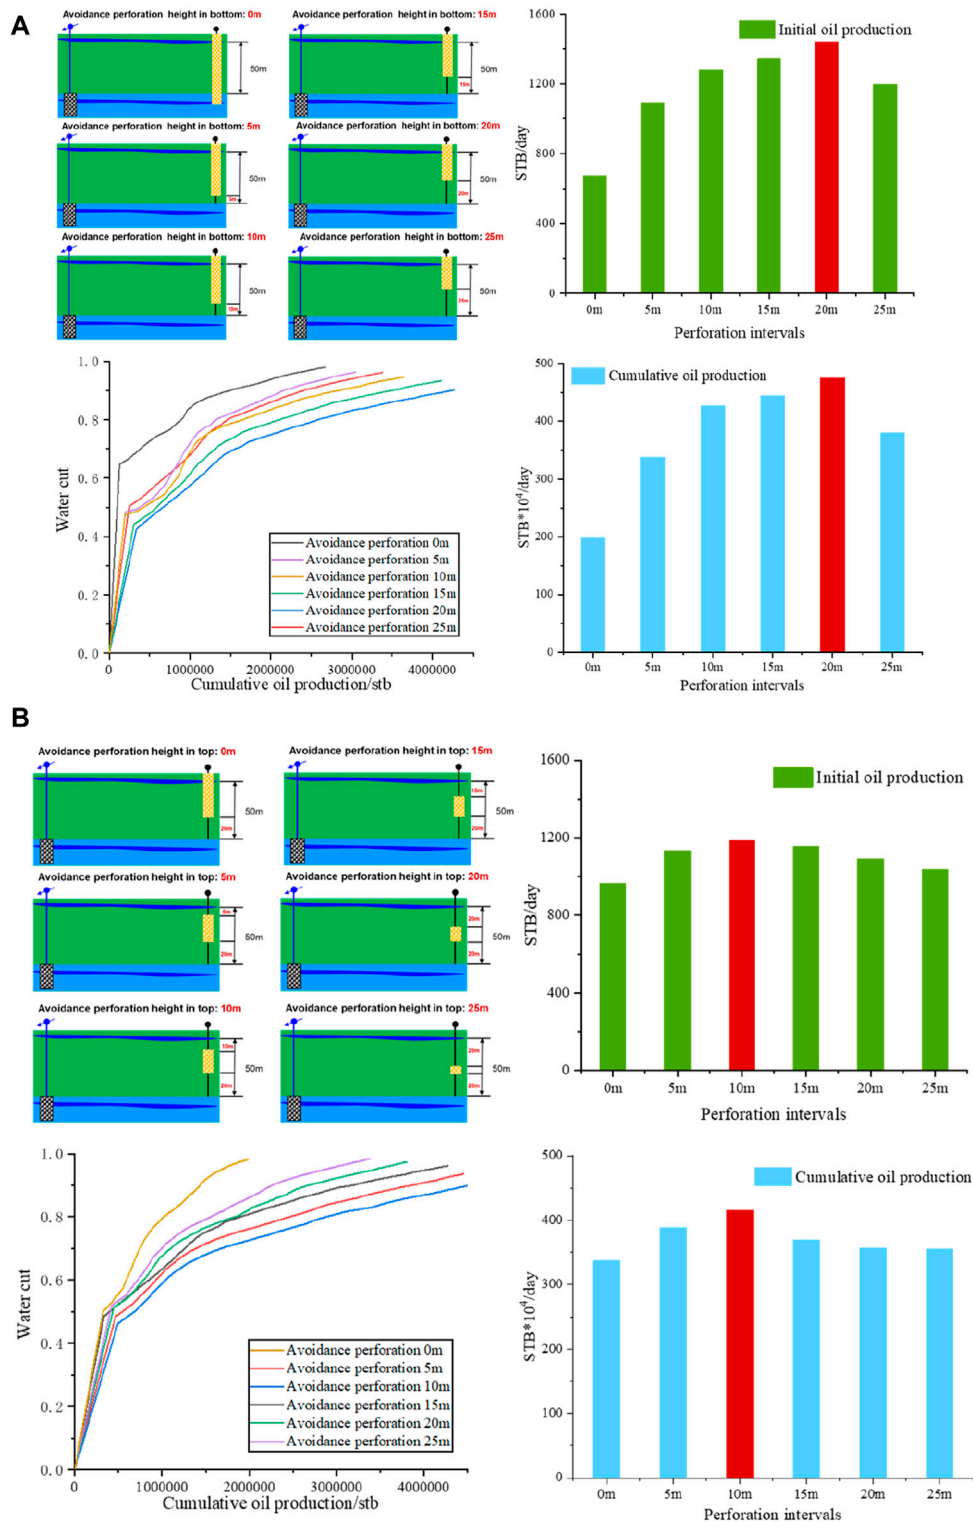 A
Avoidance perforation height in bottom: 0m
50m
Avoidance perforation height in bottom: 15m
50m
15m
Avoidance perforation height in bottom: 5m
50m
5m
Avoidance perforation height in bottom: 20m
50m
20m
Avoidance perforation height in bottom: 10m
50m
10m
Avoidance perforation height in bottom: 25m
50m
25m
1600
1200
800
400
0
STB/day
Initial oil production
0m 5m 10m 15m 20m 25m
Perforation intervals
1.0
0.8
0.6
0.4
0.2
0.0
Water cut
Avoidance perforation 0m
Avoidance perforation 5m
Avoidance perforation 10m
Avoidance perforation 15m
Avoidance perforation 20m
Avoidance perforation 25m
0 1000000 2000000 3000000 4000000
Cumulative oil production/stb
500
400
300
200
100
0
STB*10⁴/day
Cumulative oil production
0m 5m 10m 15m 20m 25m
Perforation intervals
B
Avoidance perforation height in top: 0m
50m
20m
Avoidance perforation height in top: 15m
15m
50m
20m
Avoidance perforation height in top: 5m
5m
50m
20m
Avoidance perforation height in top: 20m
20m
50m
20m
Avoidance perforation height in top: 10m
10m
50m
20m
Avoidance perforation height in top: 25m
25m
50m
20m
1600
1200
800
400
0
STB/day
Initial oil production
0m 5m 10m 15m 20m 25m
Perforation intervals
1.0
0.8
0.6
0.4
0.2
0.0
Water cut
Avoidance perforation 0m
Avoidance perforation 5m
Avoidance perforation 10m
Avoidance perforation 15m
Avoidance perforation 20m
Avoidance perforation 25m
0 1000000 2000000 3000000 4000000
Cumulative oil production/stb
500
400
300
200
100
0
STB*10⁴/day
Cumulative oil production
0m 5m 10m 15m 20m 25m
Perforation intervals